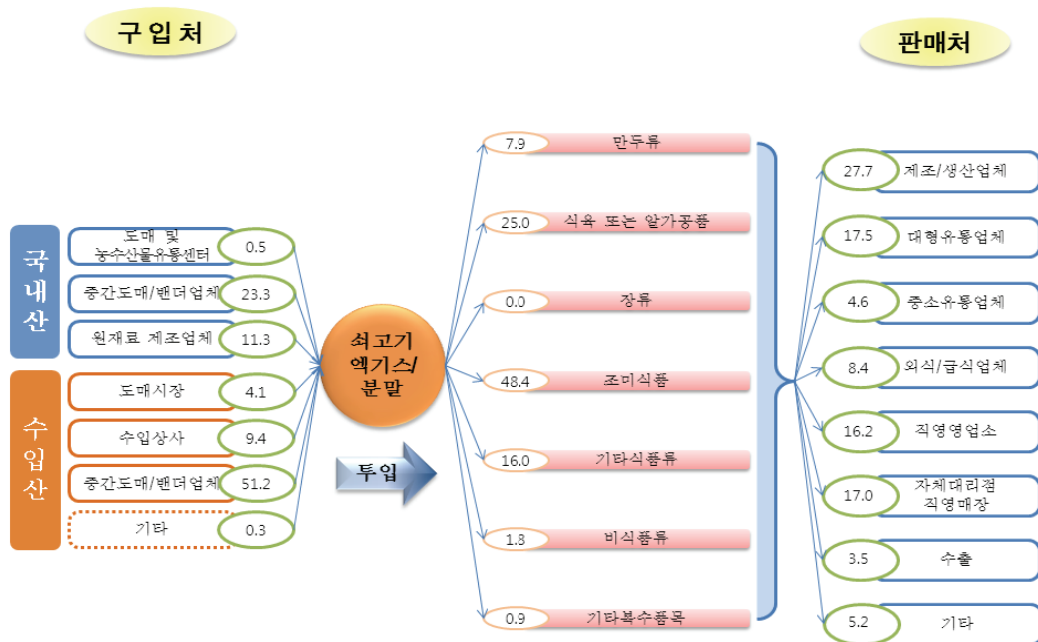 구입처
판매처
국내산
도매 및
농수산물유통센터
0.5
중간도매/밴더업체
23.3
원재료 제조업체
11.3
수입산
도매시장
4.1
수입상사
9.4
중간도매/밴더업체
51.2
기타
0.3
쇠고기
엑기스/
분말
투입
7.9
만두류
25.0
식육 또는 알가공품
0.0
장류
48.4
조미식품
16.0
기타식품류
1.8
비식품류
0.9
기타복수품목
27.7
제조/생산업체
17.5
대형유통업체
4.6
중소유통업체
8.4
외식/급식업체
16.2
직영영업소
17.0
자체대리점
직영매장
3.5
수출
5.2
기타